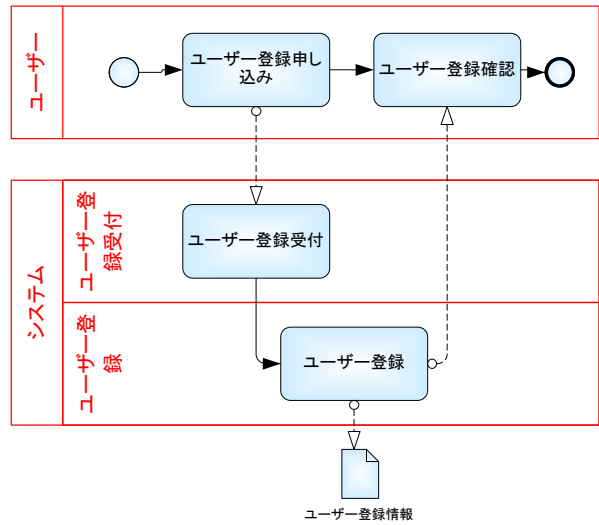 ユーザー
ユーザー登録申し
込み
ユーザー登録確認
システム
ユーザー登
録受付
ユーザー登録受付
ユーザー登
録
ユーザー登録
ユーザー登録情報